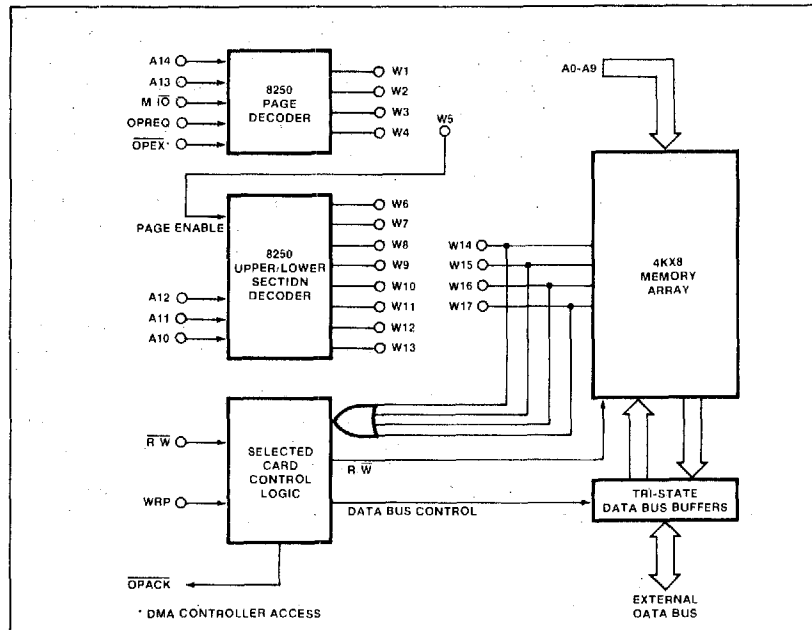 A14
A13
M IO
OPREQ
OPEX*
8250
PAGE
DECODER
W1
W2
W3
W4
W5
A0-A9
PAGE ENABLE
A12
A11
A10
8250
UPPER/LOWER
SECTION
DECODER
W6
W7
W8
W9
W10
W11
W12
W13
W14
W15
W16
W17
4KX8
MEMORY
ARRAY
R W
WRP
SELECTED
CARD
CONTROL
LOGIC
R W
DATA BUS CONTROL
TRI-STATE
DATA BUS BUFFERS
OPACK
* DMA CONTROLLER ACCESS
EXTERNAL
DATA BUS